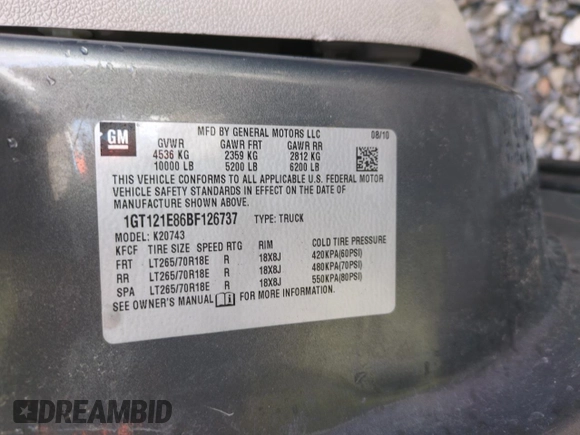 GM
MFD BY GENERAL MOTORS LLC 08/10
GVWR GAWR FRT GAWR RR
4536 KG 2359 KG 2812 KG
10000 LB 5200 LB 6200 LB
THIS VEHICLE CONFORMS TO ALL APPLICABLE U.S. FEDERAL MOTOR
VEHICLE SAFETY STANDARDS IN EFFECT ON THE DATE OF
MANUFACTURE SHOWN ABOVE.
1GT121E86BF126737 TYPE: TRUCK
MODEL: K20743
KFCF TIRE SIZE SPEED RTG RIM COLD TIRE PRESSURE
FRT LT265/70R18E R 18X8J 420KPA(60PSI)
RR LT265/70R18E R 18X8J 480KPA(70PSI)
SPA LT265/70R18E R 18X8J 550KPA(80PSI)
SEE OWNER'S MANUAL FOR MORE INFORMATION.
DREAMBID